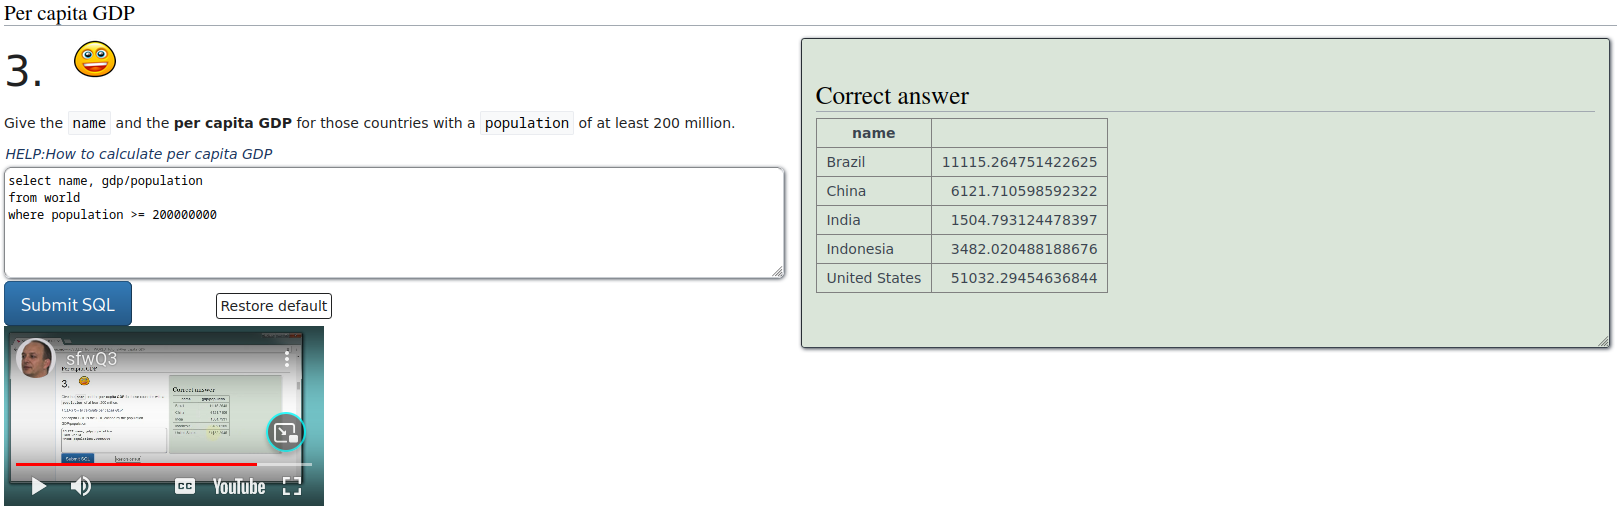 Per capita GDP
3.
Give the name and the per capita GDP for those countries with a population of at least 200 million.
HELP:How to calculate per capita GDP
select name, gdp/population
from world
where population >= 200000000
Submit SQL
Restore default
sfwQ3
Per capita GDP
3.
Correct answer
Submit SQL
CC
YouTube
Correct answer
name
Brazil 11115.264751422625
China 6121.710598592322
India 1504.793124478397
Indonesia 3482.020488188676
United States 51032.29454636844